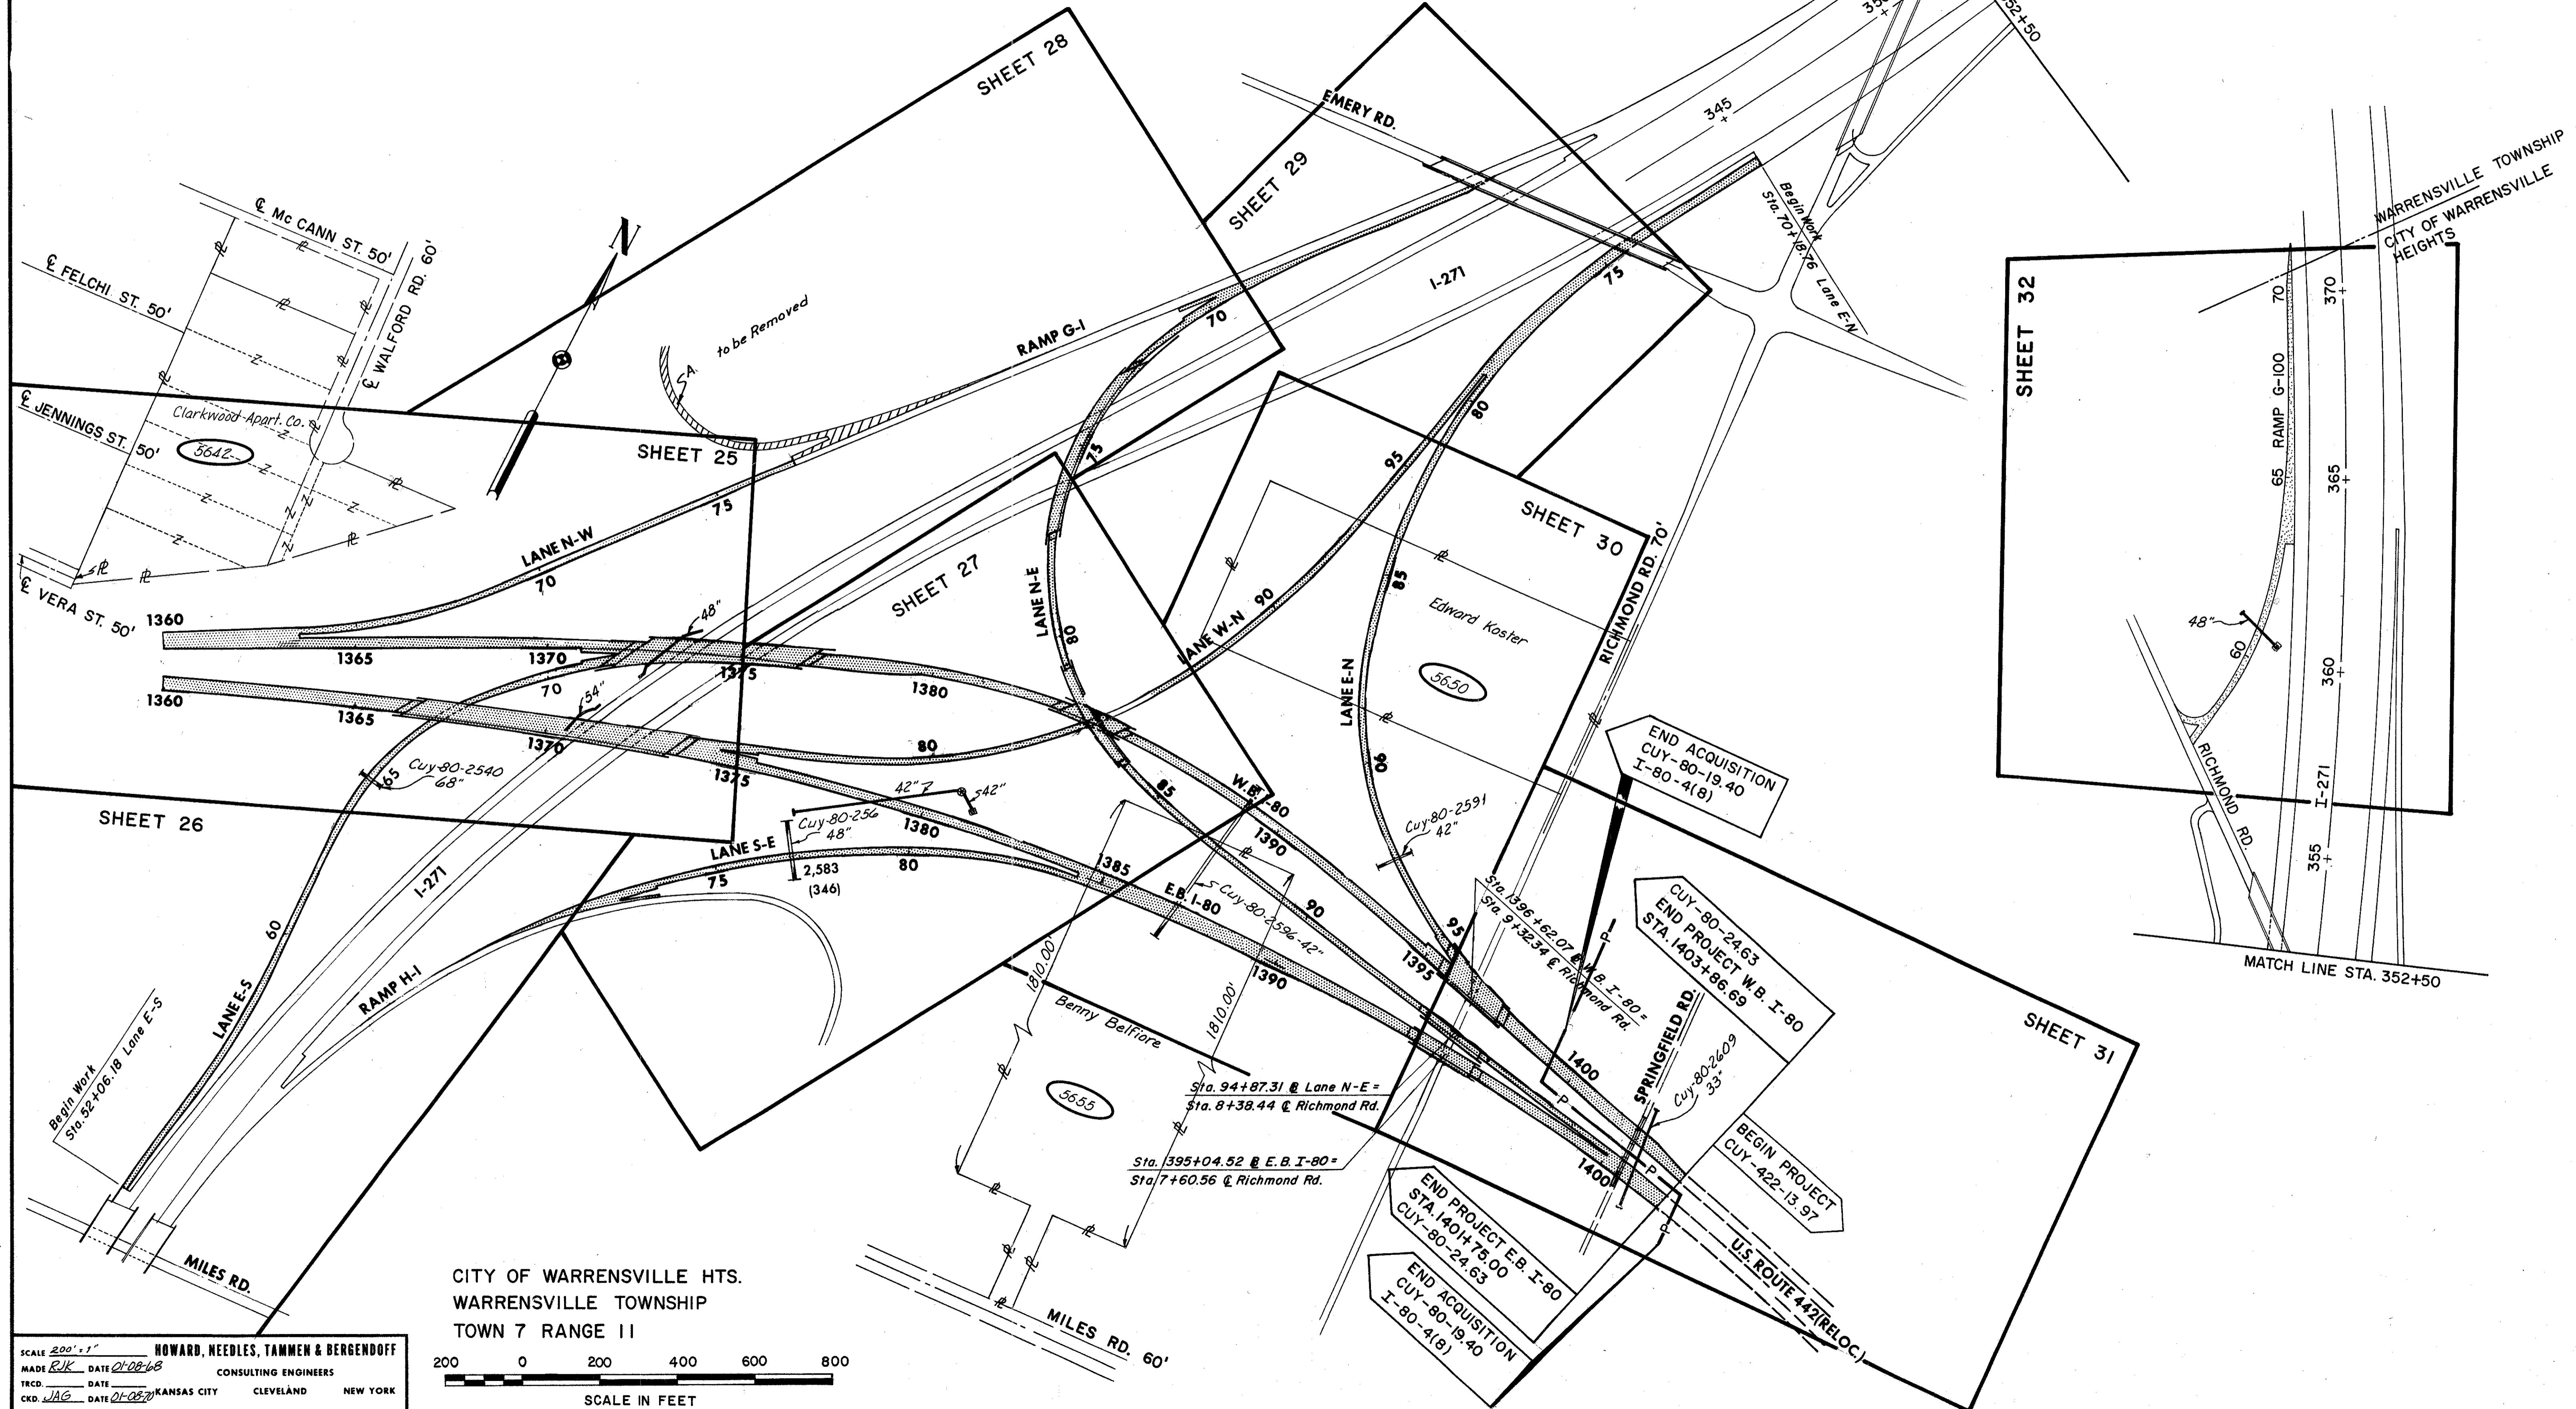 SHEET 28
EMERY RD.
SHEET 29
345
352+50
WARRENSVILLE TOWNSHIP
CITY OF WARRENSVILLE
HEIGHTS
℄ Mc CANN ST. 50'
℄ FELCHI ST. 50'
℄ WALFORD RD. 60'
N
to be Removed
S.A.
RAMP G-1
I-271
70
75
Begin Work
Sta. 70+18.76 Lane E-N
SHEET 32
70
370
RAMP G-100
65
365
48"
60
360
RICHMOND RD.
I-271
355
MATCH LINE STA. 352+50
℄ JENNINGS ST. 50'
Clarkwood Apart. Co.
5642
SHEET 25
75
LANE N-W
70
℄ VERA ST. 50'
SHEET 27
75
LANE N-E
80
95
80
SHEET 30
85
90
LANE W-N
Edward Koster
5650
RICHMOND RD. 70'
LANE E-N
90
1360
1365
1370
48"
1375
1380
1360
1365
70
54"
1370
1375
80
65
Cuy-80-2540
68"
42"
42"
Cuy-80-256
48"
1380
2,583
(346)
LANE S-E
75
80
1385
85
W.B. I-80
1390
E.B. I-80
Cuy-80-2596-42"
90
1390
Cuy-80-2591
42"
95
1395
END ACQUISITION
CUY-80-19.40
I-80-4(8)
Sta. 1396+62.07 ℄ W.B. I-80 =
Sta. 9+32.34 ℄ Richmond Rd.
P
CUY-80-24.63
END PROJECT W.B. I-80
STA. 1403+86.69
SHEET 31
SHEET 26
I-271
60
LANE E-S
RAMP H-1
Begin Work
Sta. 52+06.18 Lane E-S
MILES RD.
1810.00'
1810.00'
Benny Belfiore
5655
Sta. 94+87.31 ℄ Lane N-E =
Sta. 8+38.44 ℄ Richmond Rd.
Sta. 1395+04.52 ℄ E.B. I-80 =
Sta. 7+60.56 ℄ Richmond Rd.
1400
SPRINGFIELD RD.
Cuy-80-2609
33"
P
P
P
1400
BEGIN PROJECT
CUY-422-13.97
END PROJECT E.B. I-80
STA. 1401+75.00
CUY-80-24.63
END ACQUISITION
CUY-80-19.40
I-80-4(8)
U.S. ROUTE 442(RELOC.)
MILES RD. 60'
CITY OF WARRENSVILLE HTS.
WARRENSVILLE TOWNSHIP
TOWN 7 RANGE 11
200 0 200 400 600 800
SCALE IN FEET
SCALE 200'=1" HOWARD, NEEDLES, TAMMEN & BERGENDOFF
MADE RJK DATE 01-08-68 CONSULTING ENGINEERS
TRCD. DATE
CKD. JAG DATE 01-08-70 KANSAS CITY CLEVELAND NEW YORK